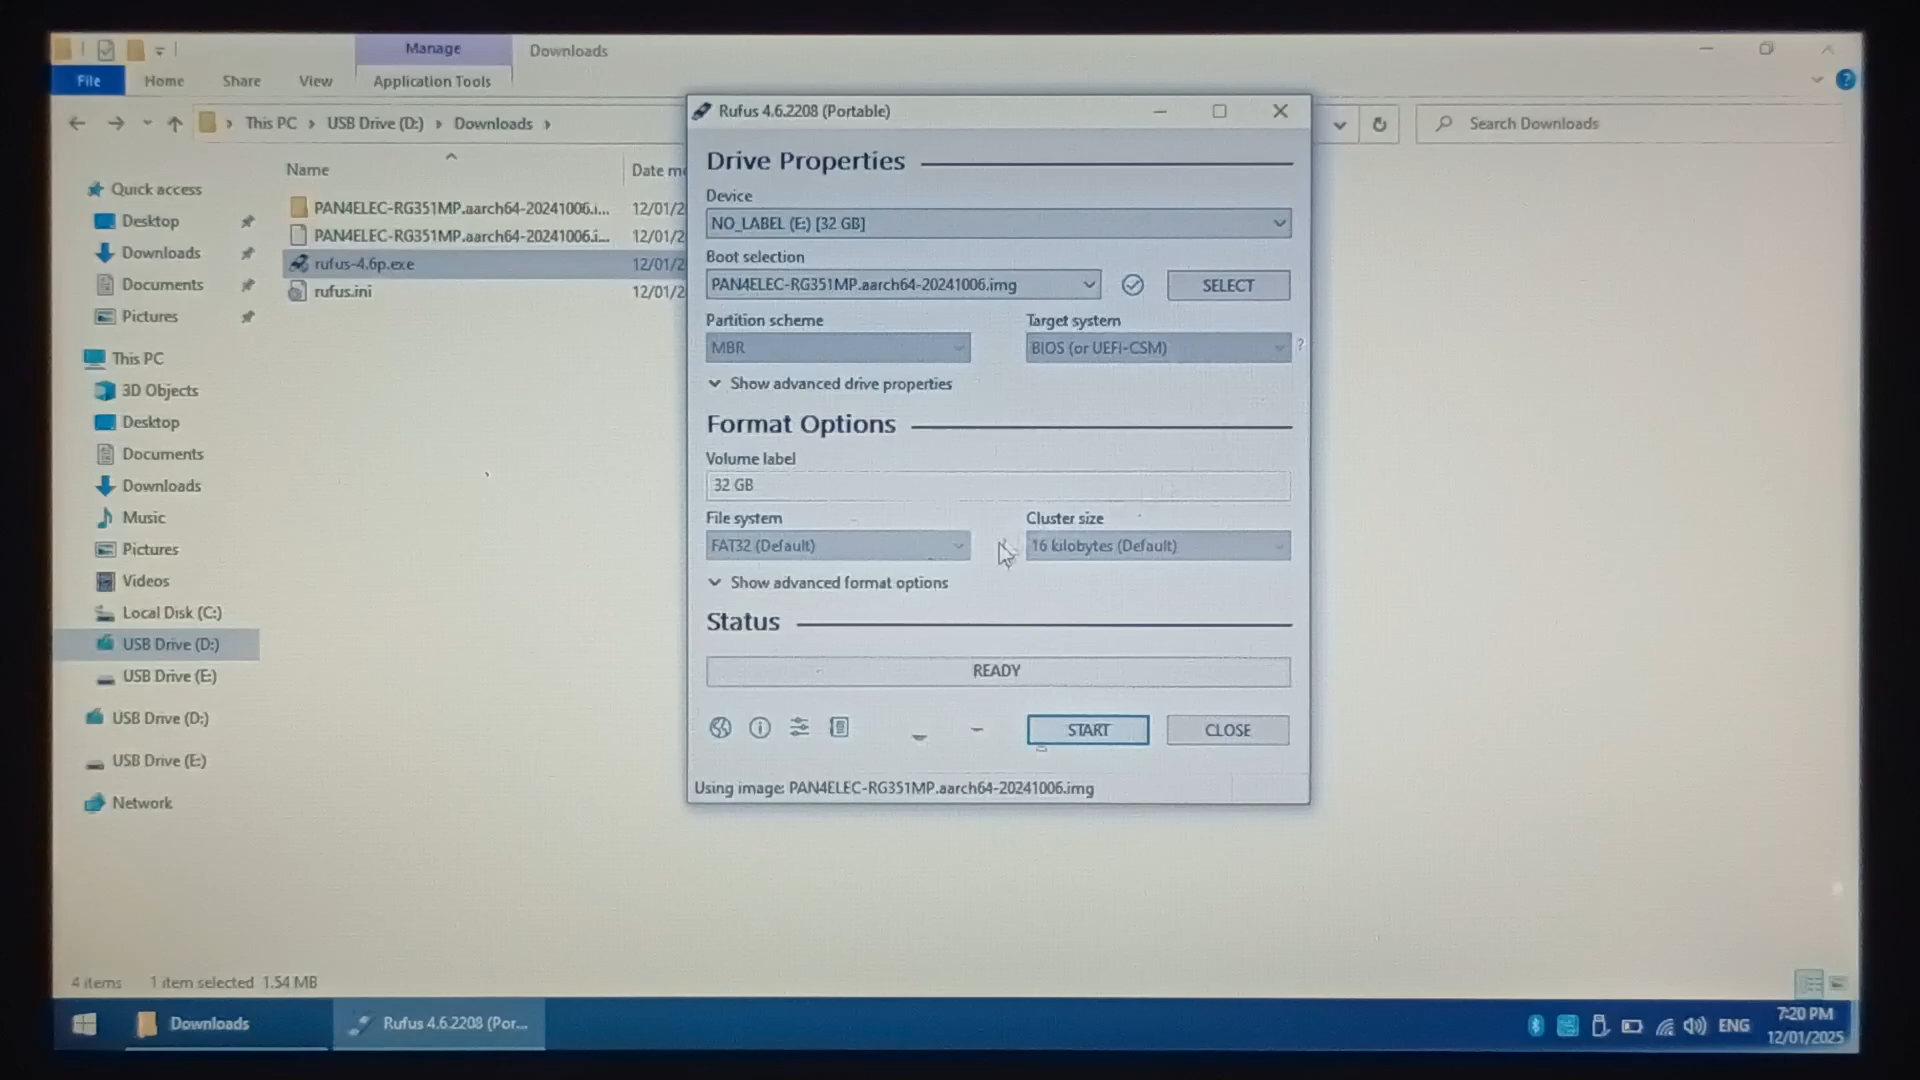 Manage
Downloads
File
Home
Share
View
Application Tools
This PC
USB Drive (D:)
Downloads
Search Downloads
Name
Date mo
PAN4ELEC-RG351MP.aarch64-20241006.i...
12/01/2
PAN4ELEC-RG351MP.aarch64-20241006.i...
12/01/2
rufus-4.6p.exe
12/01/2
rufus.ini
12/01/2
Quick access
Desktop
Downloads
Documents
Pictures
This PC
3D Objects
Desktop
Documents
Downloads
Music
Pictures
Videos
Local Disk (C:)
USB Drive (D:)
USB Drive (E:)
USB Drive (D:)
USB Drive (E:)
Network
Rufus 4.6.2208 (Portable)
Drive Properties
Device
NO_LABEL (E:) [32 GB]
Boot selection
PAN4ELEC-RG351MP.aarch64-20241006.img
SELECT
Partition scheme
Target system
MBR
BIOS (or UEFI-CSM)
?
Show advanced drive properties
Format Options
Volume label
32 GB
File system
Cluster size
FAT32 (Default)
16 kilobytes (Default)
Show advanced format options
Status
READY
START
CLOSE
Using image: PAN4ELEC-RG351MP.aarch64-20241006.img
4 items
1 item selected 1.54 MB
Downloads
Rufus 4.6.2208 (Por...
ENG
7:20 PM
12/01/2025